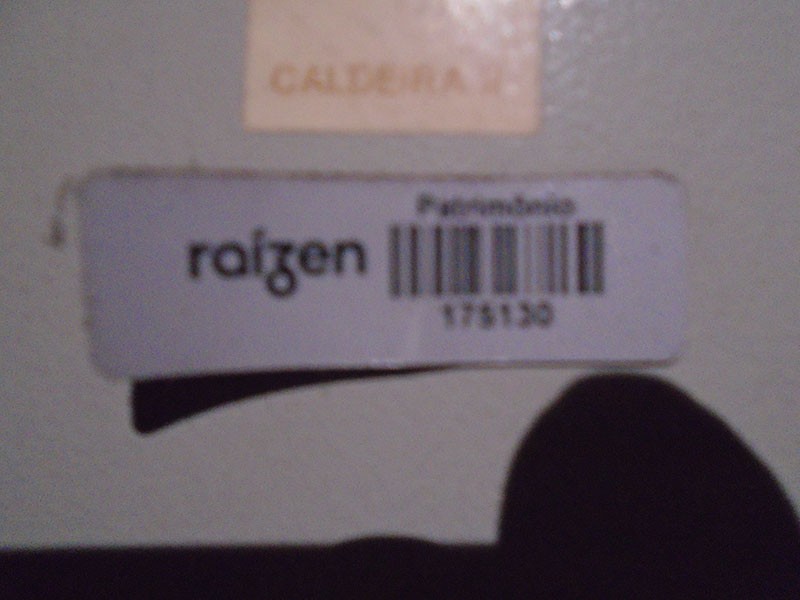 CALDEIRA
Patrimônio
raízen
175130